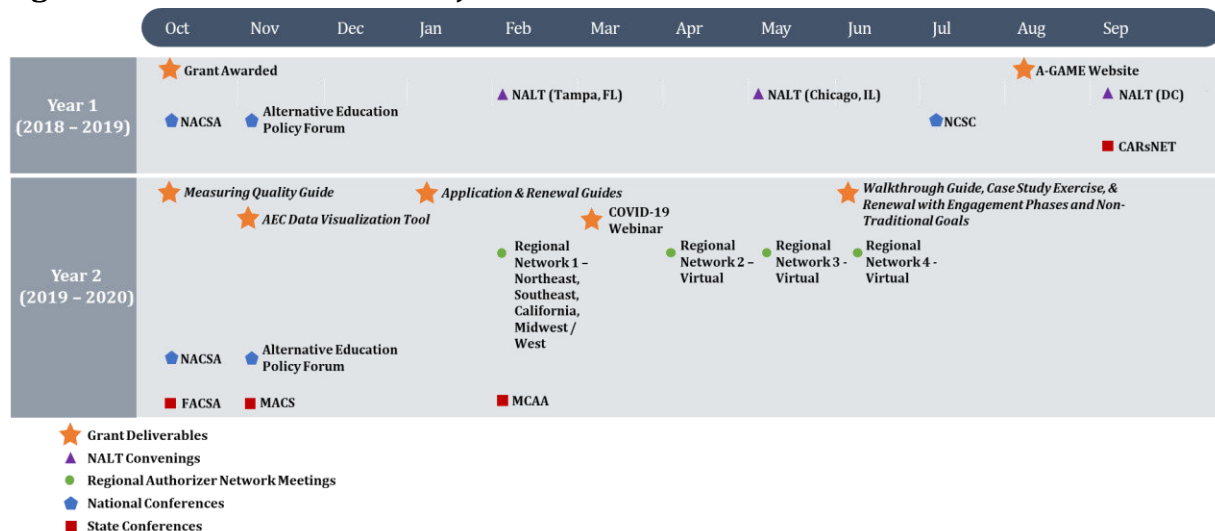 Oct Nov Dec Jan Feb Mar Apr May Jun Jul Aug Sep
Year 1
(2018 – 2019)
Grant Awarded
A-GAME Website
NALT (Tampa, FL)
NALT (Chicago, IL)
NALT (DC)
NACSA
Alternative Education
Policy Forum
NCSC
CARsNET
Year 2
(2019 – 2020)
Measuring Quality Guide
Application & Renewal Guides
Walkthrough Guide, Case Study Exercise, &
Renewal with Engagement Phases and Non-
Traditional Goals
AEC Data Visualization Tool
COVID-19
Webinar
Regional
Network 1 –
Northeast,
Southeast,
California,
Midwest /
West
Regional
Network 2 –
Virtual
Regional
Network 3 -
Virtual
Regional
Network 4 -
Virtual
NACSA
Alternative Education
Policy Forum
FACSA
MACS
MCAA
Grant Deliverables
NALT Convenings
Regional Authorizer Network Meetings
National Conferences
State Conferences